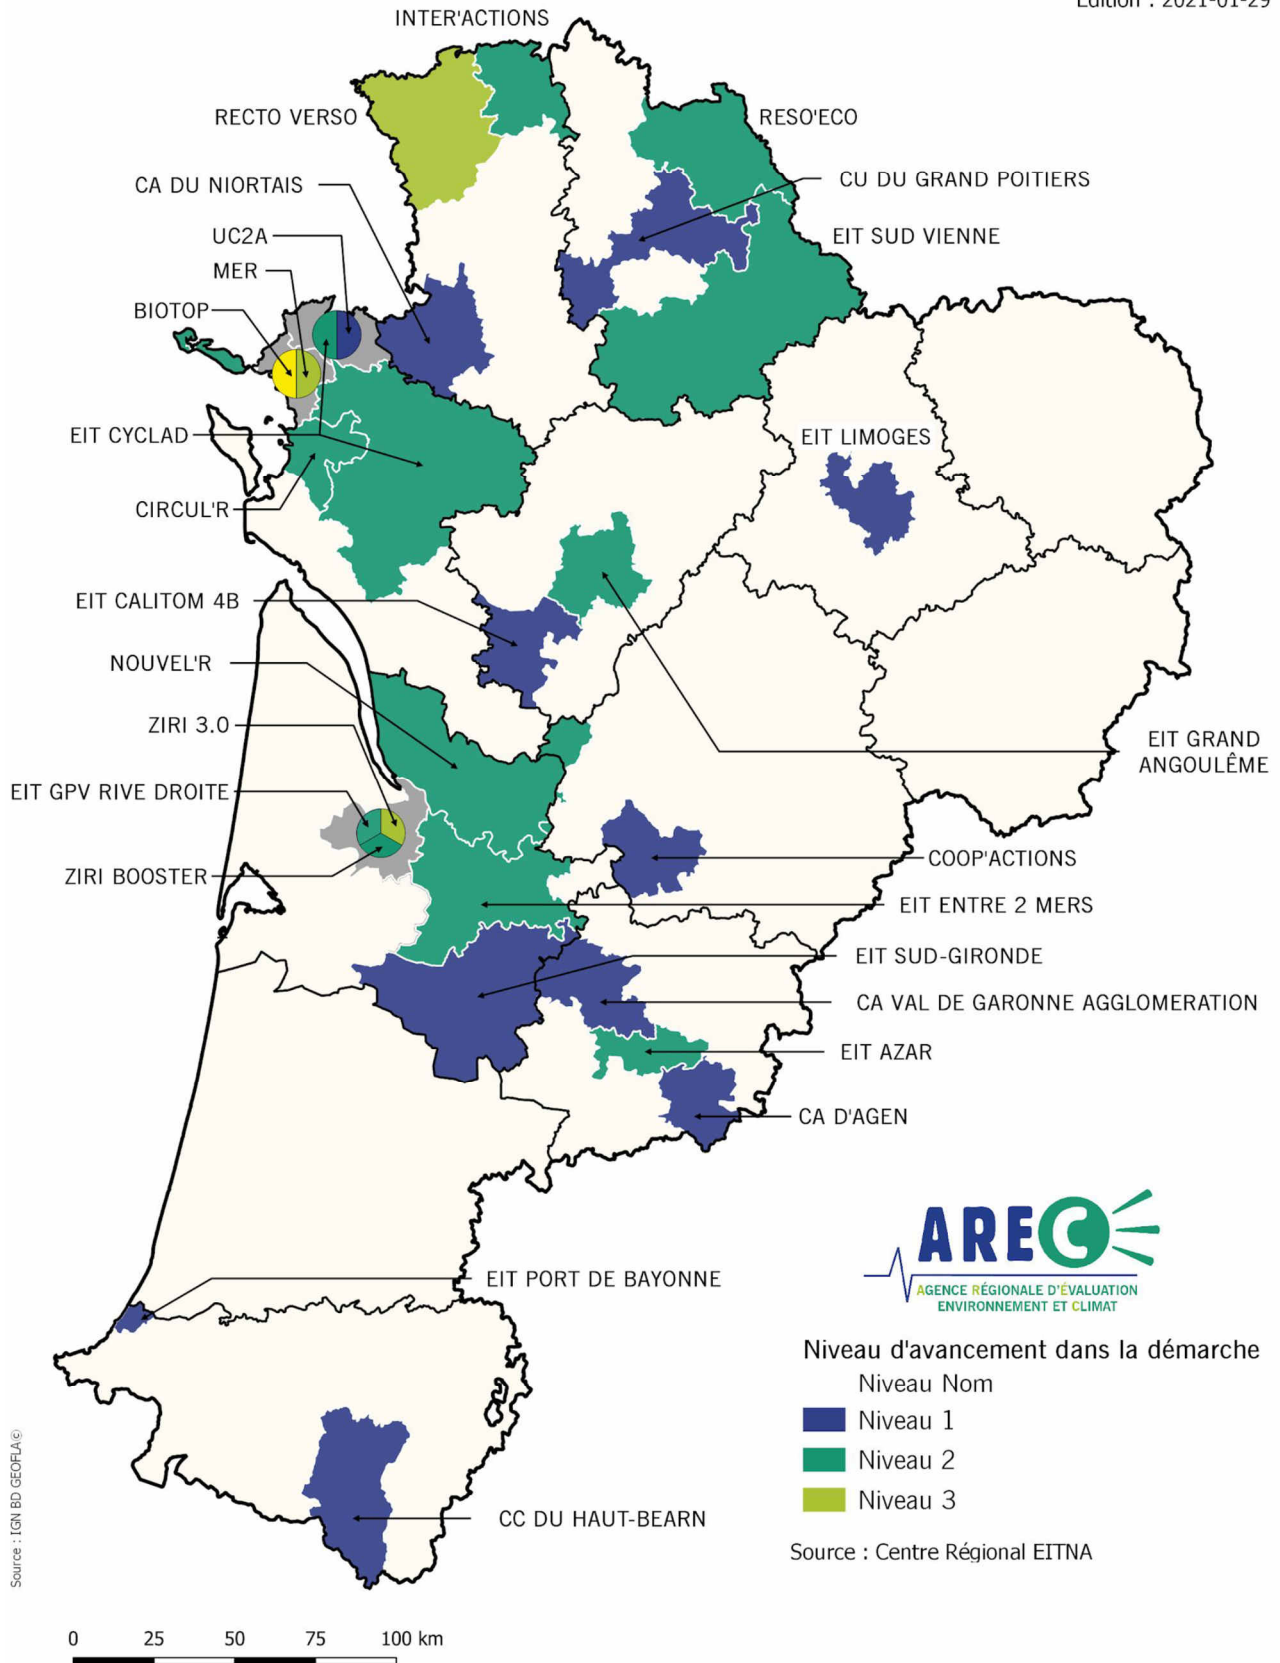 Edition : 2021-01-29
INTER'ACTIONS
RECTO VERSO
RESO'ECO
CA DU NIORTAIS
CU DU GRAND POITIERS
UC2A
EIT SUD VIENNE
MER
BIOTOP
EIT CYCLAD
EIT LIMOGES
CIRCUL'R
EIT CALITOM 4B
NOUVEL'R
ZIRI 3.0
EIT GRAND
ANGOULÊME
EIT GPV RIVE DROITE
COOP'ACTIONS
ZIRI BOOSTER
EIT ENTRE 2 MERS
EIT SUD-GIRONDE
CA VAL DE GARONNE AGGLOMERATION
EIT AZAR
CA D'AGEN
AREC
AGENCE RÉGIONALE D'ÉVALUATION
ENVIRONNEMENT ET CLIMAT
EIT PORT DE BAYONNE
Niveau d'avancement dans la démarche
Niveau Nom
Niveau 1
Niveau 2
Niveau 3
CC DU HAUT-BEARN
Source : Centre Régional EITNA
Source : IGN BD GEOFLA©
0 25 50 75 100 km